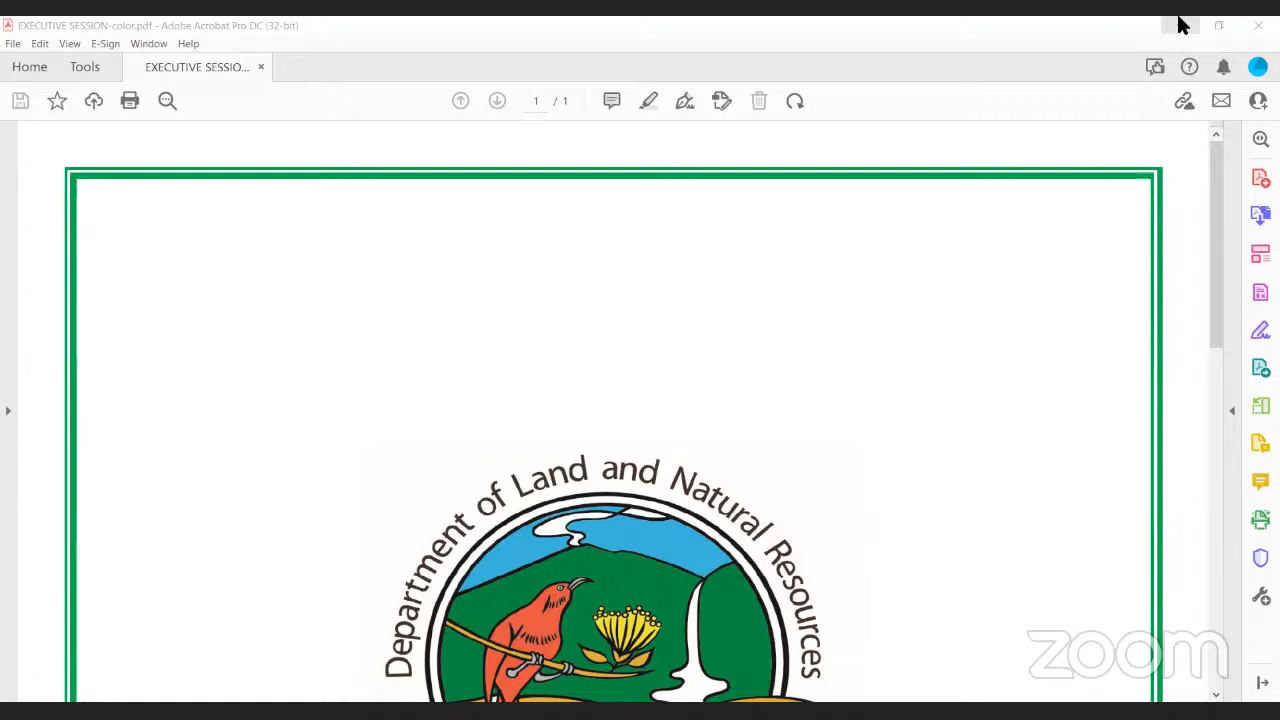 EXECUTIVE SESSION-color.pdf - Adobe Acrobat Pro DC (32-bit)
File Edit View E-Sign Window Help
Home Tools EXECUTIVE SESSIO... ×
1 / 1
Department of Land and Natural Resources
zoom